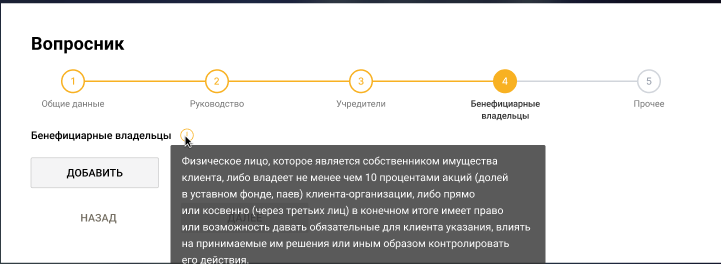 Вопросник
1 2 3 4 5
Общие данные Руководство Учредители Бенефициарные Прочее
владельцы
Бенефициарные владельцы
Физическое лицо, которое является собственником имущества
ДОБАВИТЬ клиента, либо владеет не менее чем 10 процентами акций (долей
в уставном фонде, паев) клиента-организации, либо прямо
НАЗАД или косвенно (через третьих лиц) в конечном итоге имеет право
ДАЛЕЕ
или возможность давать обязательные для клиента указания, влиять
на принимаемые им решения или иным образом контролировать
его действия.